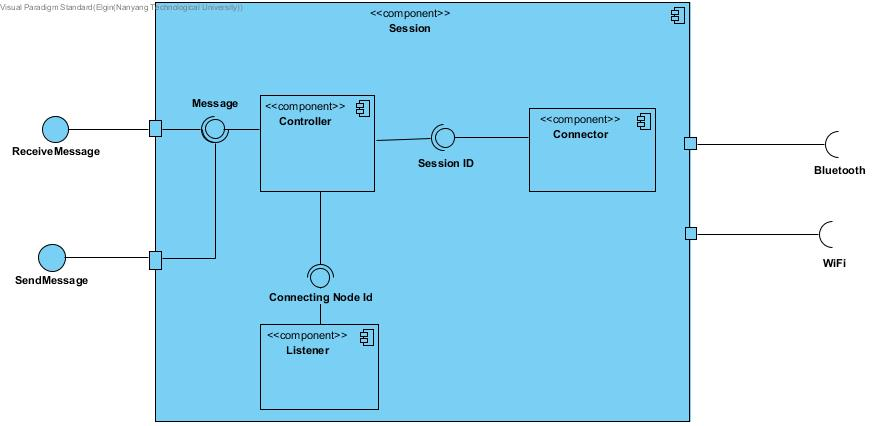 Visual Paradigm Standard(Elgin(Nanyang Technological University))
<<component>>
Session
Message
<<component>>
Controller
<<component>>
Connector
ReceiveMessage
Session ID
Bluetooth
SendMessage
WiFi
Connecting Node Id
<<component>>
Listener